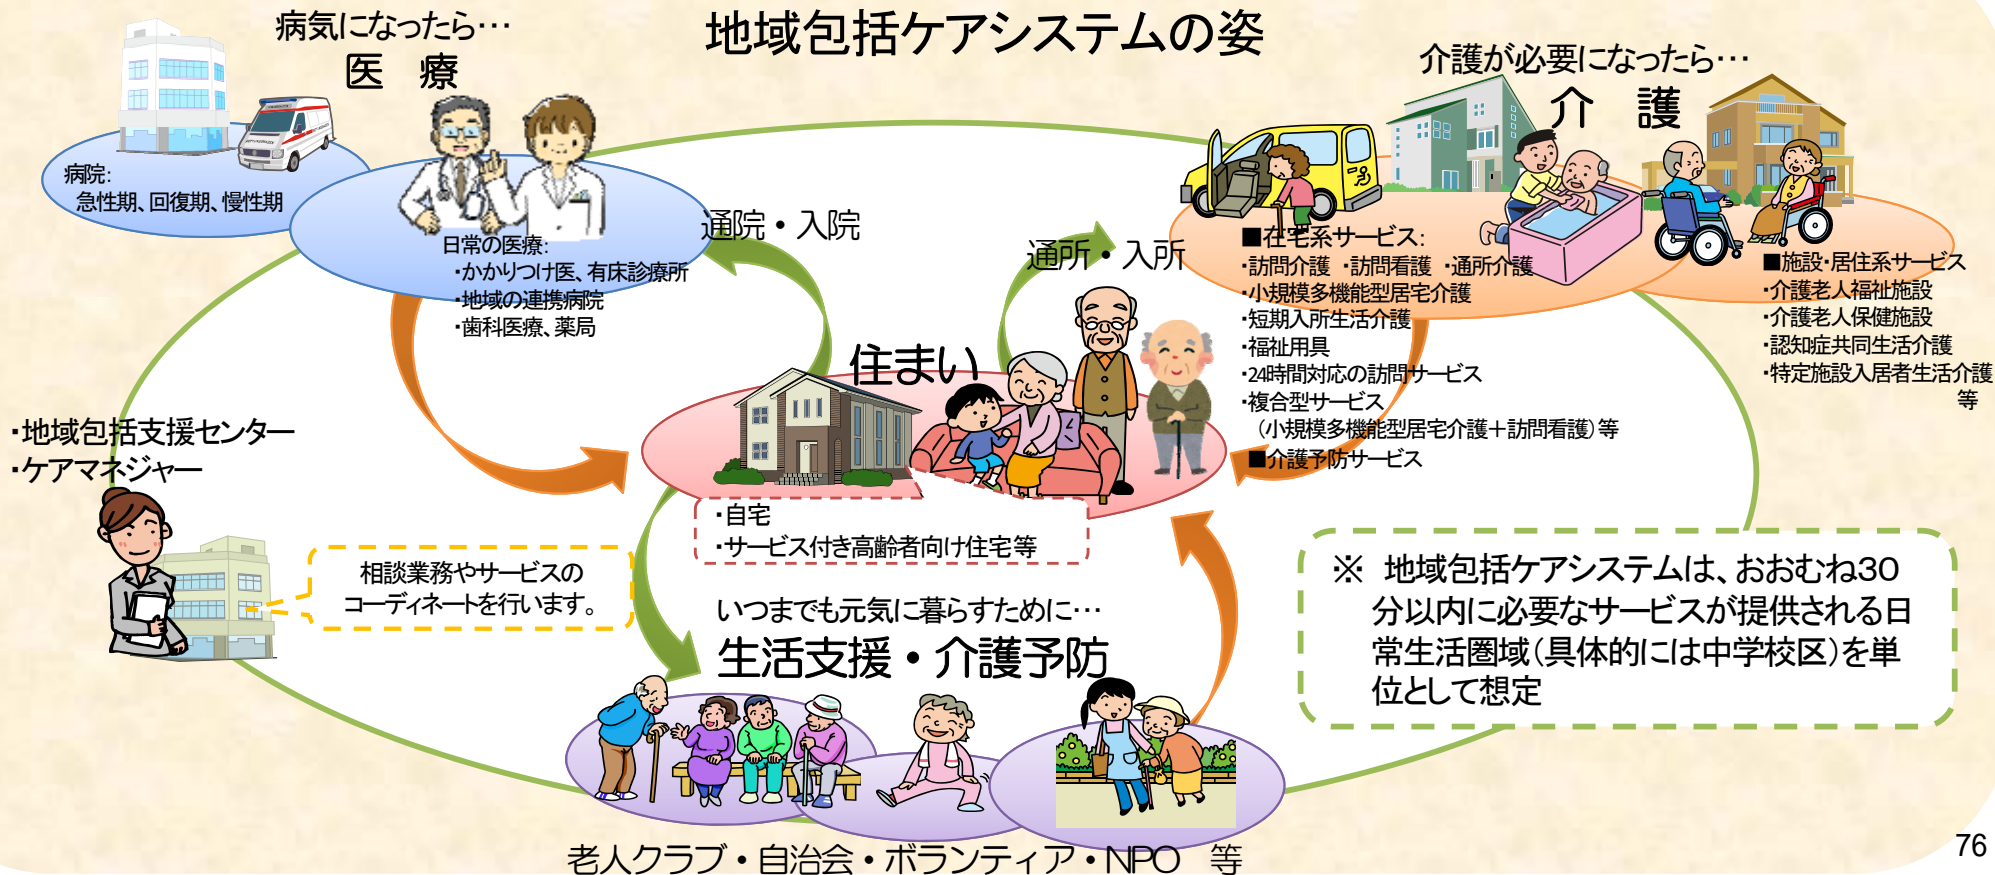 地域包括ケアシステムの姿
病気になったら…
医 療
病院:
急性期、回復期、慢性期
日常の医療:
・かかりつけ医、有床診療所
・地域の連携病院
・歯科医療、薬局
通院・入院
通所・入所
介護が必要になったら…
介 護
■在宅系サービス:
・訪問介護 ・訪問看護 ・通所介護
・小規模多機能型居宅介護
・短期入所生活介護
・福祉用具
・24時間対応の訪問サービス
・複合型サービス
（小規模多機能型居宅介護＋訪問看護）等
■介護予防サービス
■施設・居住系サービス
・介護老人福祉施設
・介護老人保健施設
・認知症共同生活介護
・特定施設入居者生活介護
等
住まい
・自宅
・サービス付き高齢者向け住宅等
・地域包括支援センター
・ケアマネジャー
相談業務やサービスの
コーディネートを行います。
いつまでも元気に暮らすために…
生活支援・介護予防
老人クラブ・自治会・ボランティア・NPO 等
※ 地域包括ケアシステムは、おおむね30
分以内に必要なサービスが提供される日
常生活圏域（具体的には中学校区）を単
位として想定
76